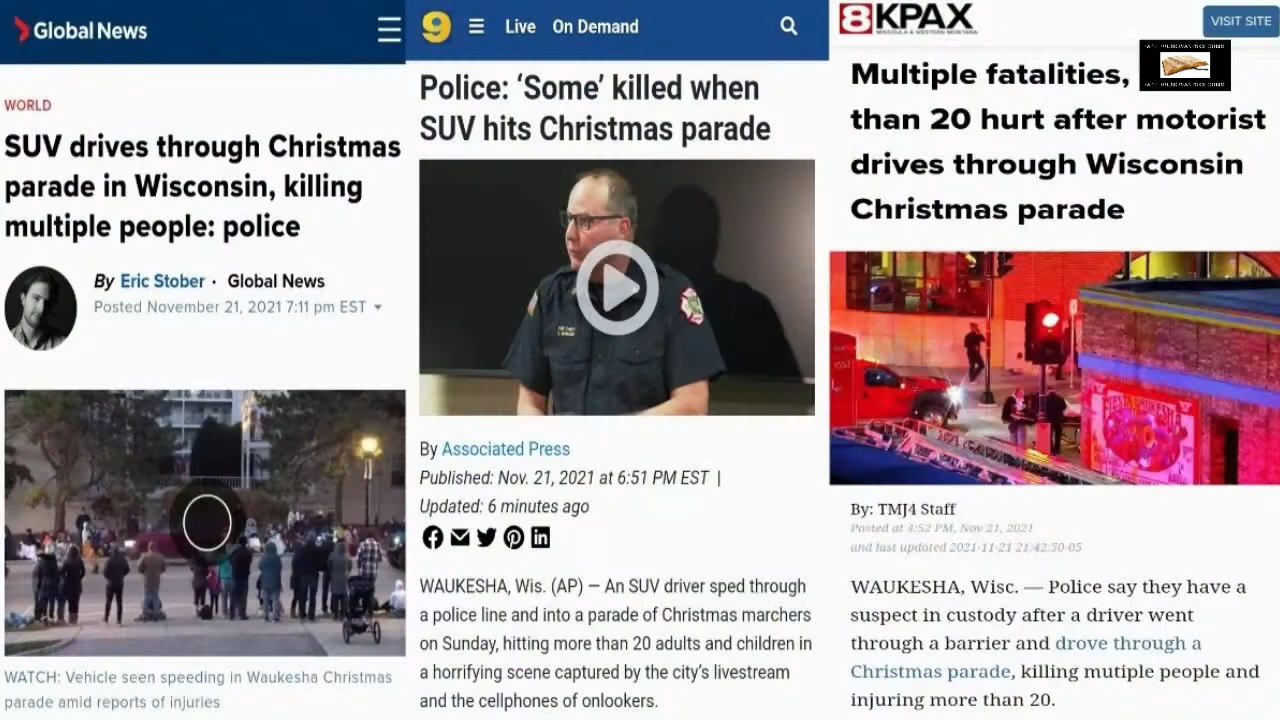 Global News
WORLD
SUV drives through Christmas
parade in Wisconsin, killing
multiple people: police
By Eric Stober · Global News
Posted November 21, 2021 7:11 pm EST
WATCH: Vehicle seen speeding in Waukesha Christmas
parade amid reports of injuries
9 Live On Demand
Police: ‘Some’ killed when
SUV hits Christmas parade
By Associated Press
Published: Nov. 21, 2021 at 6:51 PM EST |
Updated: 6 minutes ago
WAUKESHA, Wis. (AP) — An SUV driver sped through
a police line and into a parade of Christmas marchers
on Sunday, hitting more than 20 adults and children in
a horrifying scene captured by the city’s livestream
and the cellphones of onlookers.
8 KPAX
MISSOULA & WESTERN MONTANA
VISIT SITE
Multiple fatalities,
than 20 hurt after motorist
drives through Wisconsin
Christmas parade
By: TMJ4 Staff
Posted at 4:52 PM, Nov 21, 2021
and last updated 2021-11-21 21:42:50-05
WAUKESHA, Wisc. — Police say they have a
suspect in custody after a driver went
through a barrier and drove through a
Christmas parade, killing mutiple people and
injuring more than 20.